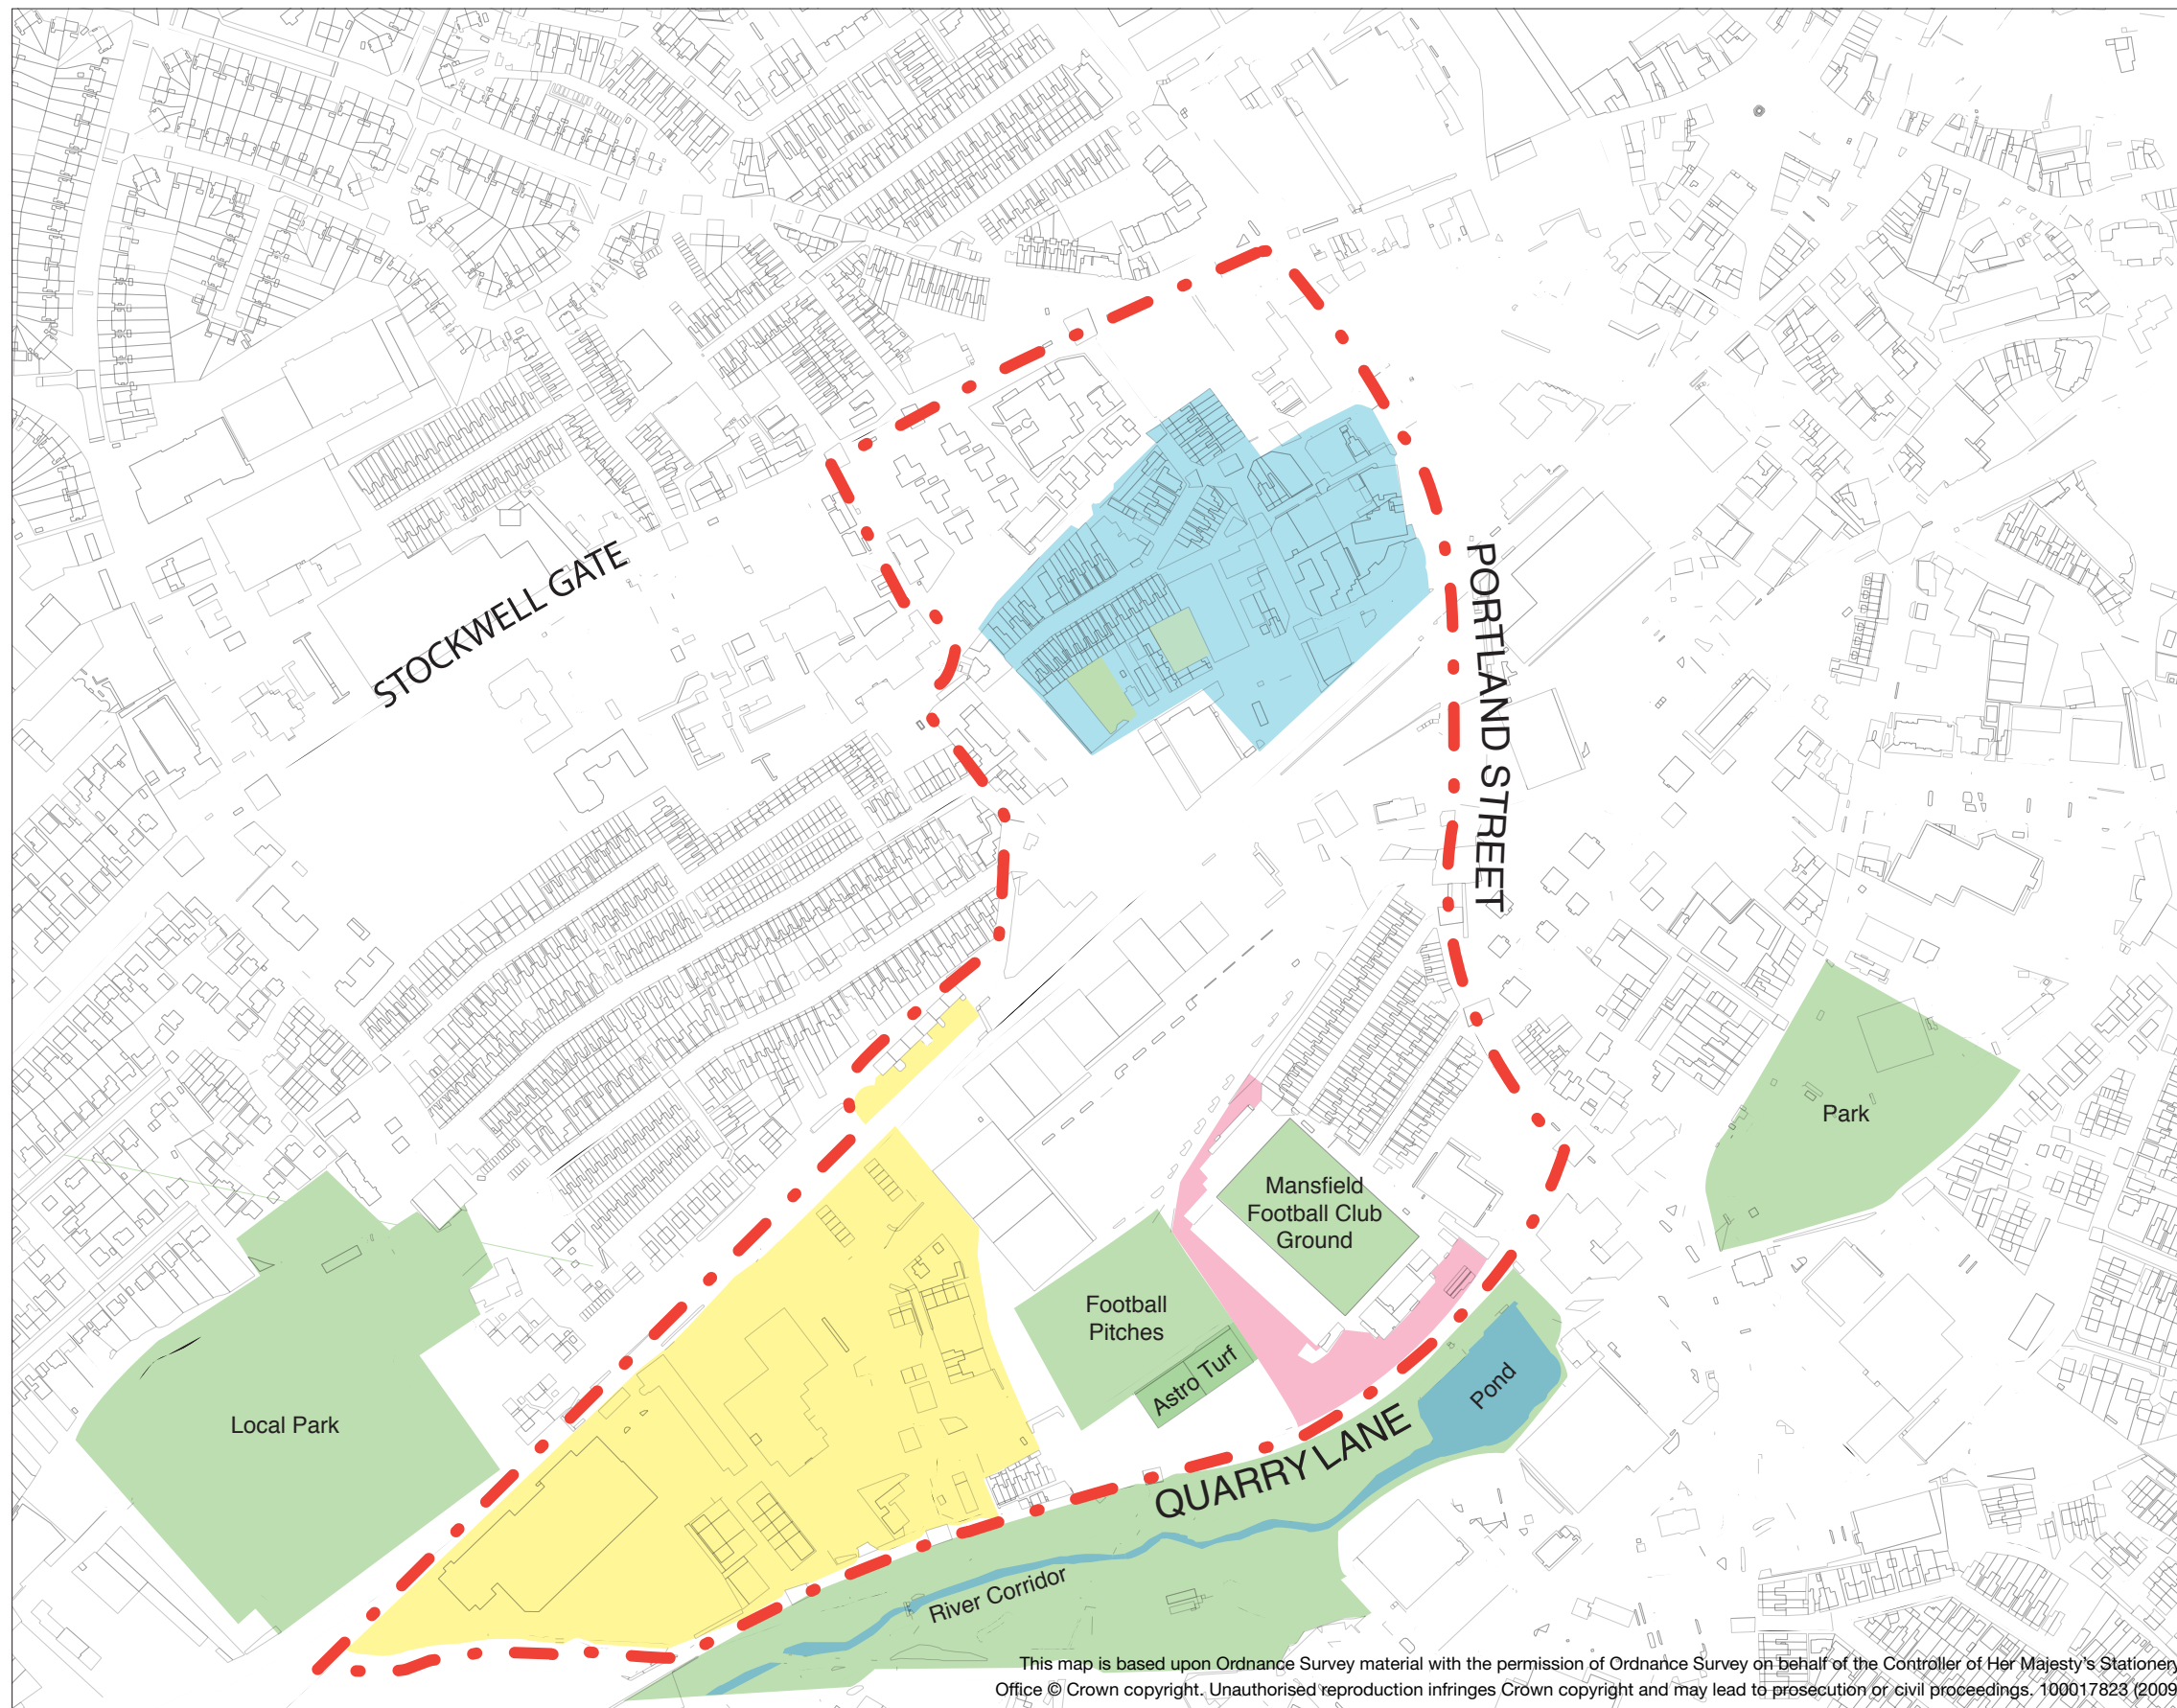 STOCKWELL GATE
PORTLAND STREET
Park
Mansfield
Football Club
Ground
Football
Pitches
Astro Turf
Pond
Local Park
QUARRY LANE
River Corridor
This map is based upon Ordnance Survey material with the permission of Ordnance Survey on behalf of the Controller of Her Majesty's Stationery
Office © Crown copyright. Unauthorised reproduction infringes Crown copyright and may lead to prosecution or civil proceedings. 100017823 (2009